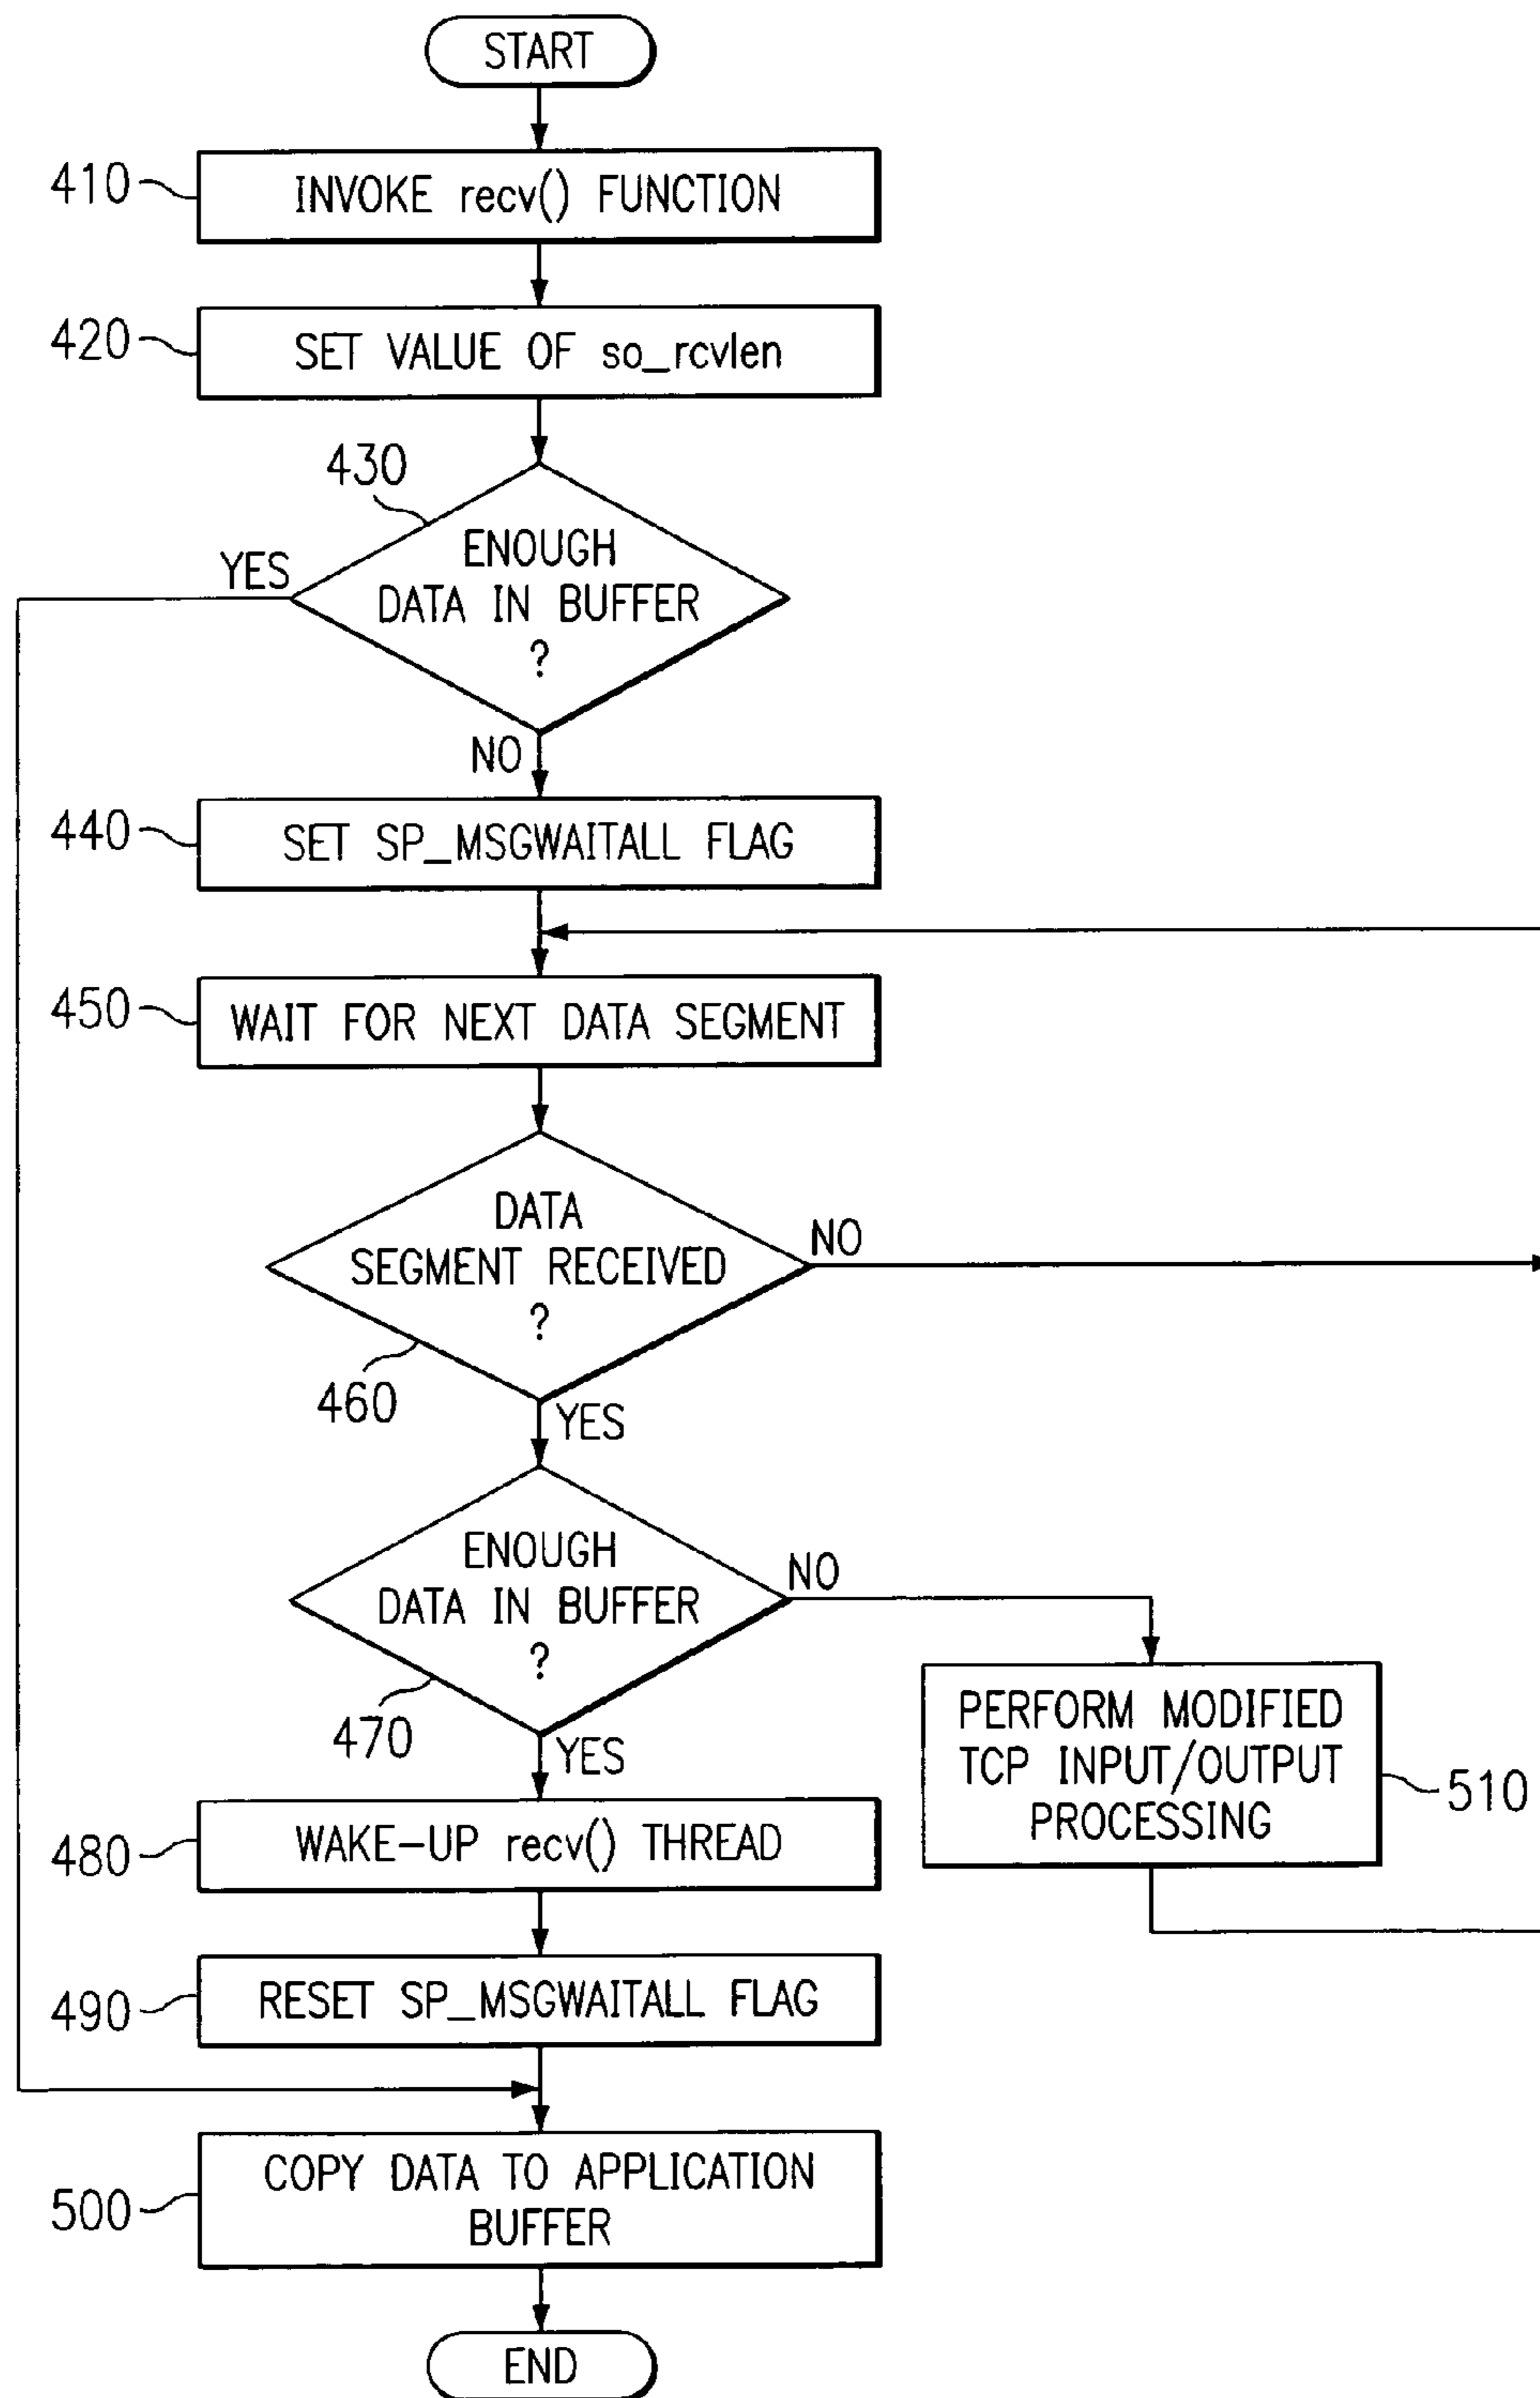 START
410
INVOKE recv() FUNCTION
420
SET VALUE OF so_rcvlen
430
YES
ENOUGH
DATA IN BUFFER
?
NO
440
SET SP_MSGWAITALL FLAG
450
WAIT FOR NEXT DATA SEGMENT
DATA
SEGMENT RECEIVED
?
NO
460
YES
ENOUGH
DATA IN BUFFER
?
NO
470
YES
PERFORM MODIFIED
TCP INPUT/OUTPUT
PROCESSING
510
480
WAKE-UP recv() THREAD
490
RESET SP_MSGWAITALL FLAG
500
COPY DATA TO APPLICATION
BUFFER
END